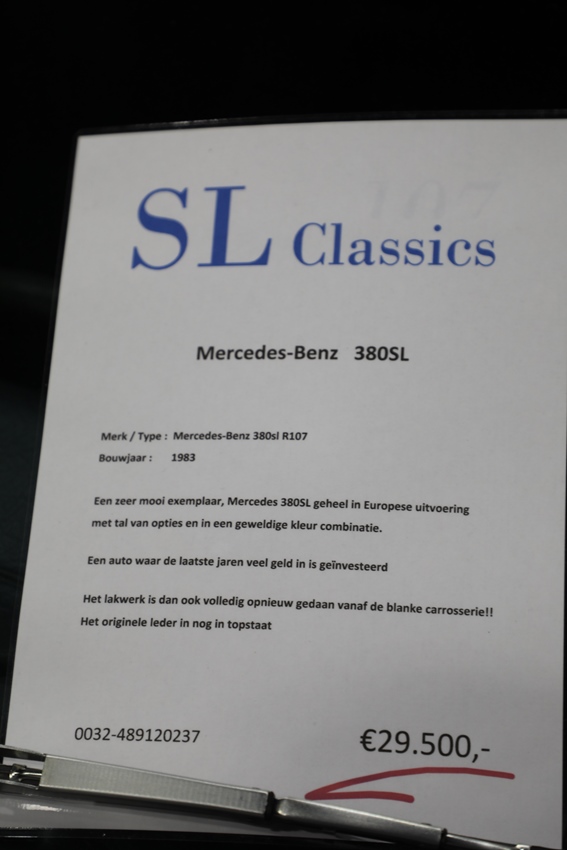 SL Classics
Mercedes-Benz 380SL
Merk / Type : Mercedes-Benz 380sl R107
Bouwjaar : 1983
Een zeer mooi exemplaar, Mercedes 380SL geheel in Europese uitvoering
met tal van opties en in een geweldige kleur combinatie.
Een auto waar de laatste jaren veel geld in is geïnvesteerd
Het lakwerk is dan ook volledig opnieuw gedaan vanaf de blanke carrosserie!!
Het originele leder in nog in topstaat
0032-489120237
€29.500,-